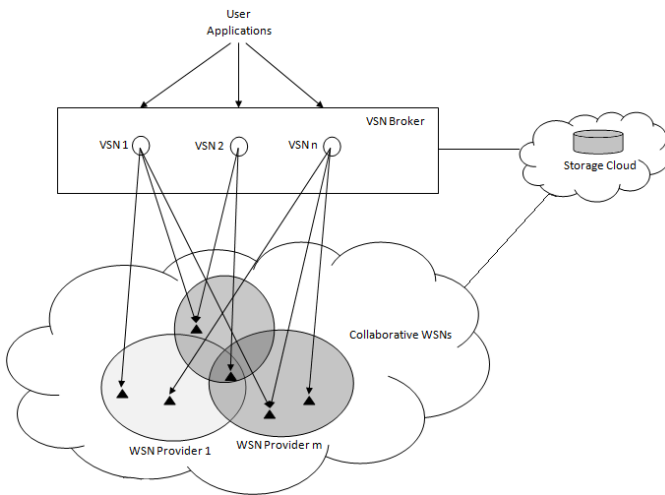 User
Applications
VSN Broker
VSN 1
VSN 2
VSN n
Storage Cloud
Collaborative WSNs
WSN Provider 1
WSN Provider m